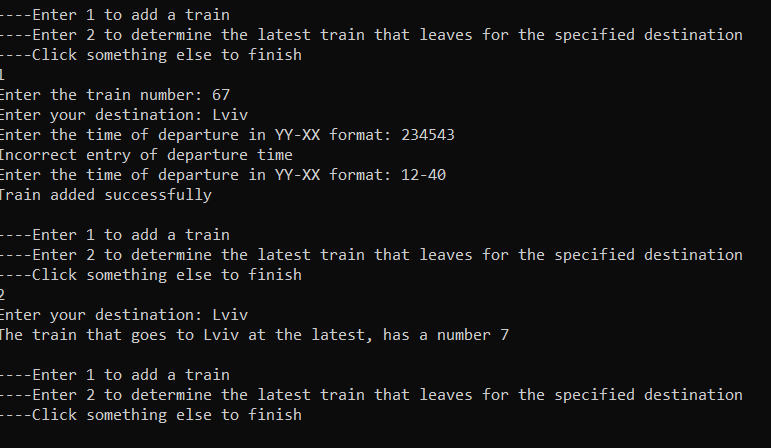 ----Enter 1 to add a train
----Enter 2 to determine the latest train that leaves for the specified destination
----Click something else to finish
1
Enter the train number: 67
Enter your destination: Lviv
Enter the time of departure in YY-XX format: 234543
Incorrect entry of departure time
Enter the time of departure in YY-XX format: 12-40
Train added successfully
----Enter 1 to add a train
----Enter 2 to determine the latest train that leaves for the specified destination
----Click something else to finish
2
Enter your destination: Lviv
The train that goes to Lviv at the latest, has a number 7
----Enter 1 to add a train
----Enter 2 to determine the latest train that leaves for the specified destination
----Click something else to finish